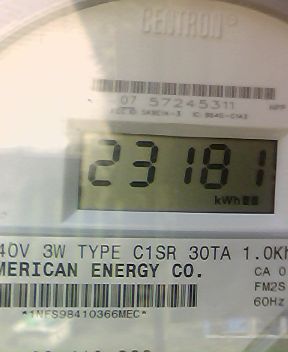 CENTRON®
07 57245311
23181
kWh
40V 3W TYPE C1SR 30TA 1.0Kh
MERICAN ENERGY CO.
CA 0
FM2S
60Hz
*1NFS98410366MEC*